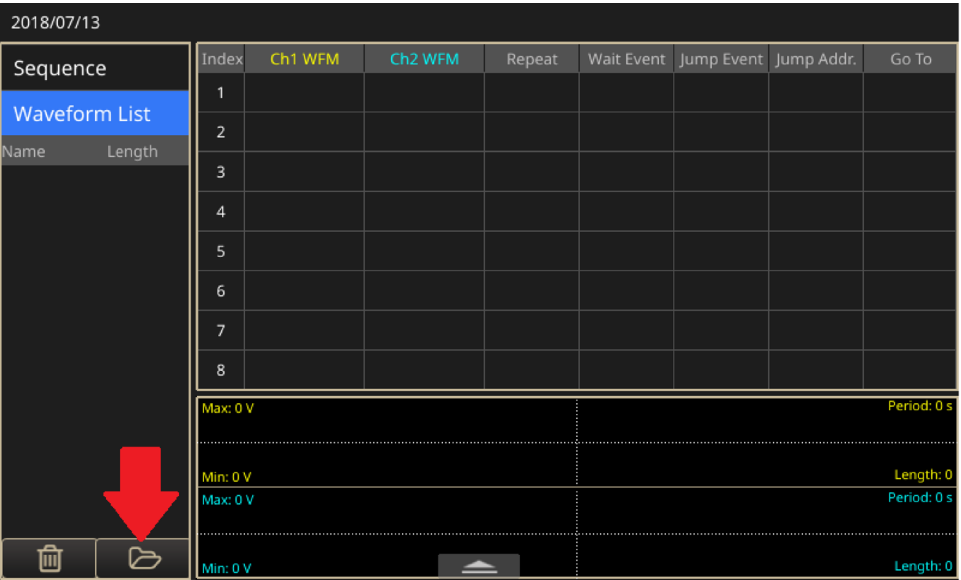 2018/07/13
Sequence
Waveform List
Name Length
Index Ch1 WFM Ch2 WFM Repeat Wait Event Jump Event Jump Addr. Go To
1
2
3
4
5
6
7
8
Max: 0 V Period: 0 s
Min: 0 V Length: 0
Max: 0 V Period: 0 s
Min: 0 V Length: 0